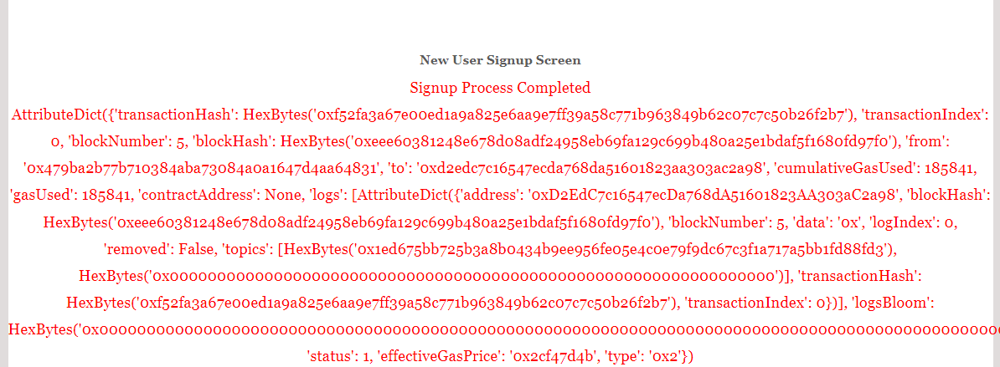 New User Signup Screen
Signup Process Completed
AttributeDict({'transactionHash': HexBytes('0xf52fa3a67e00ed1a9a825e6aa9e7ff39a58c771b963849b62c07c7c50b26f2b7'), 'transactionIndex':
0, 'blockNumber': 5, 'blockHash': HexBytes('0xeee60381248e678d08adf24958eb69fa129c699b480a25e1bdaf5f1680fd97f0'), 'from':
'0x479ba2b77b710384aba73084a0a1647d4aa64831', 'to': '0xd2edc7c16547ecda768da51601823aa303ac2a98', 'cumulativeGasUsed': 185841,
'gasUsed': 185841, 'contractAddress': None, 'logs': [AttributeDict({'address': '0xD2EdC7c16547ecDa768dA51601823AA303aC2a98', 'blockHash':
HexBytes('0xeee60381248e678d08adf24958eb69fa129c699b480a25e1bdaf5f1680fd97f0'), 'blockNumber': 5, 'data': '0x', 'logIndex': 0,
'removed': False, 'topics': [HexBytes('0x1ed675bb725b3a8b0434b9ee956fe05e4c0e79f9dc67c3f1a717a5bb1fd88fd3'),
HexBytes('0x0000000000000000000000000000000000000000000000000000000000000000')], 'transactionHash':
HexBytes('0xf52fa3a67e00ed1a9a825e6aa9e7ff39a58c771b963849b62c07c7c50b26f2b7'), 'transactionIndex': 0})], 'logsBloom':
HexBytes('0x000000000000000000000000000000000000000000000000000000000000000000000000000000000000000000000000
'status': 1, 'effectiveGasPrice': '0x2cf47d4b', 'type': '0x2'})